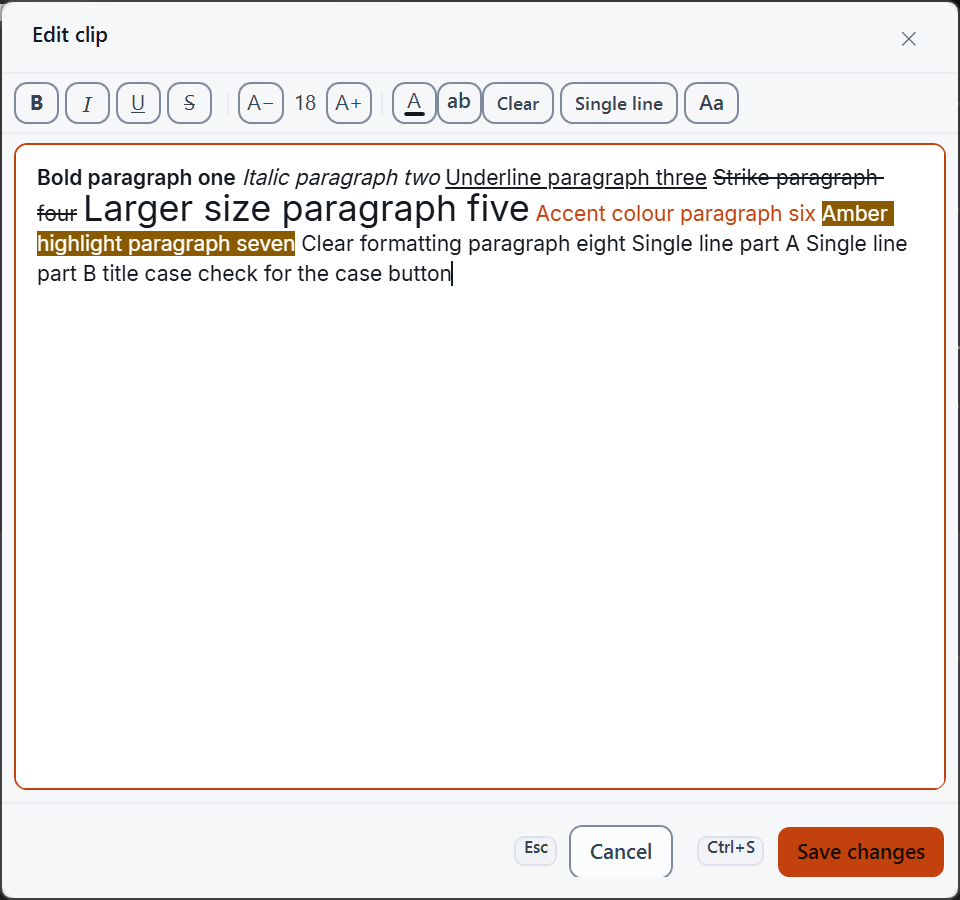 Edit clip
B I U S A− 18 A+ A ab Clear Single line Aa
Bold paragraph one Italic paragraph two Underline paragraph three Strike paragraph
four Larger size paragraph five Accent colour paragraph six Amber
highlight paragraph seven Clear formatting paragraph eight Single line part A Single line
part B title case check for the case button
Esc Cancel Ctrl+S Save changes